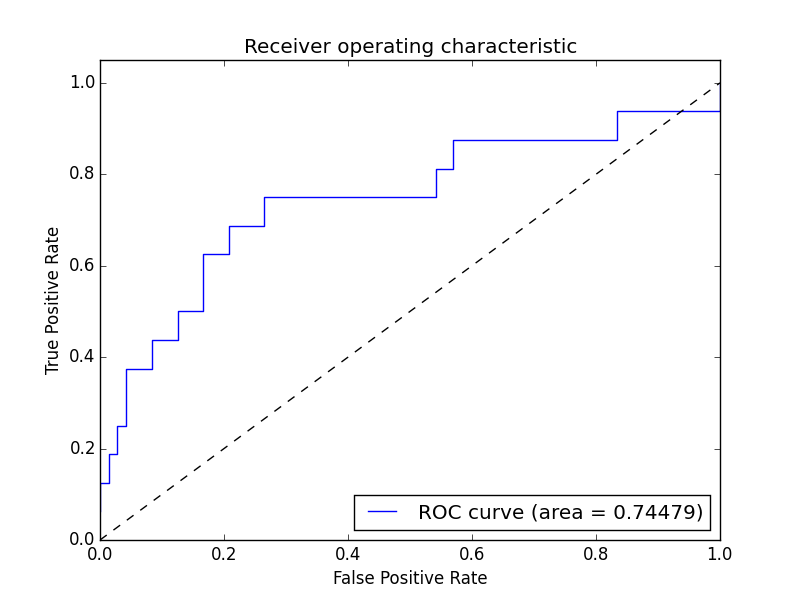 Receiver operating characteristic
1.0
0.8
0.6
0.4
0.2
0.0
True Positive Rate
ROC curve (area = 0.74479)
0.0 0.2 0.4 0.6 0.8 1.0
False Positive Rate